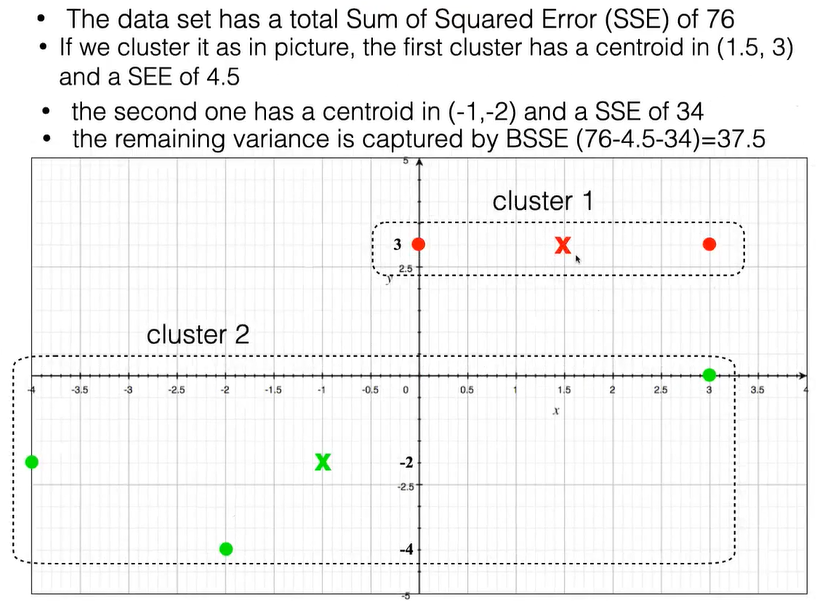 • The data set has a total Sum of Squared Error (SSE) of 76
• If we cluster it as in picture, the first cluster has a centroid in (1.5, 3)
and a SEE of 4.5
• the second one has a centroid in (-1,-2) and a SSE of 34
• the remaining variance is captured by BSSE (76-4.5-34)=37.5
5
cluster 1
3 X
2.5
y
cluster 2
-4 -3.5 -3 -2.5 -2 -1.5 -1 -0.5 0 0.5 1 1.5 2 2.5 3 3.5 4
x
X -2
-2.5
-4
-5